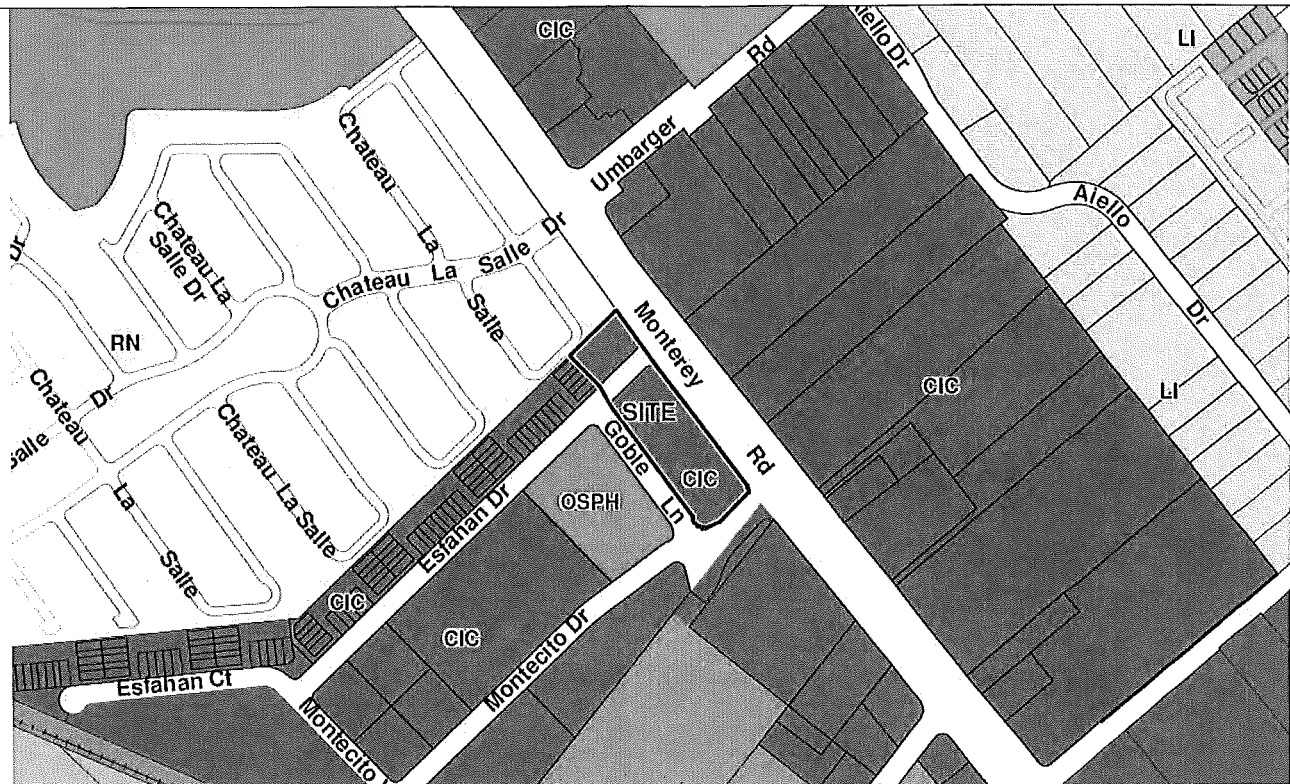 CIC
Rd
Aiello Dr
LI
Umbarger
Chateau
La
Salle
Aiello
Dr
Chateau La
Salle Dr
Dr
Chateau La Salle Dr
Monterey
Rd
RN
CIC
LI
SITE
CIC
Goble
Ln
OSPH
Chateau
La
Salle
Salle Dr
Chateau La Salle
Esfahan Dr
CIC
CIC
Montecito Dr
Esfahan Ct
Montecito